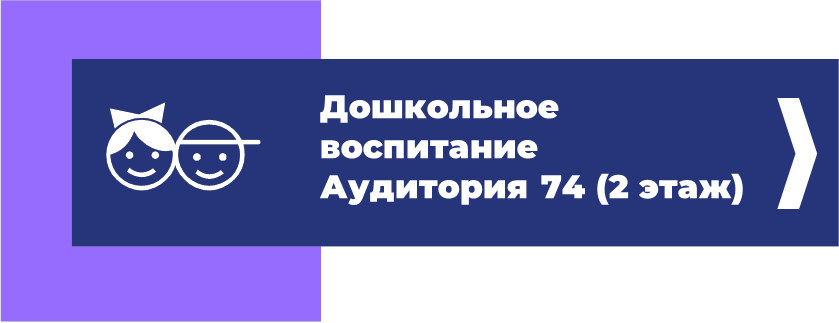 Дошкольное
воспитание
Аудитория 74 (2 этаж)